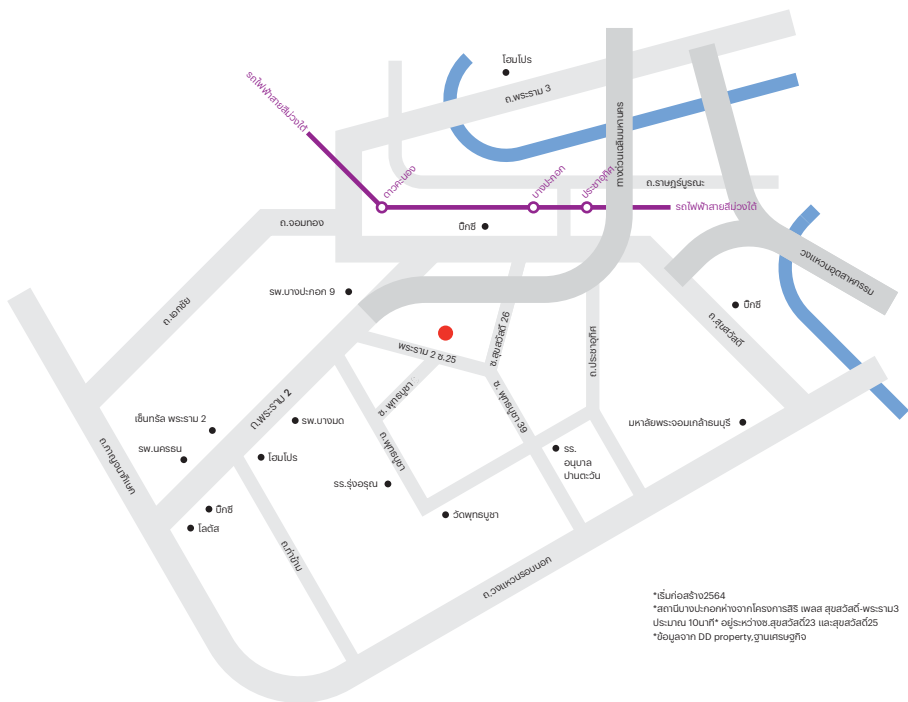 โฮมโปร
รถไฟฟ้าสายสีม่วงใต้
ถ.พระราม 3
ทางด่วนเฉลิมมหานคร
ดาวคะนอง
บางปะกอก
ประชาอุทิศ
ถ.ราษฎร์บูรณะ
รถไฟฟ้าสายสีม่วงใต้
ถ.จอมทอง
บิ๊กซี
วงแหวนอุตสาหกรรม
รพ.บางปะกอก 9
บิ๊กซี
ถ.เอกชัย
ถ.สุขสวัสดิ์
ซ.สุขสวัสดิ์ 26
ถ.ประชาอุทิศ
พระราม 2 ซ.25
ซ. พุทธบูชา
ซ. พุทธบูชา 39
ถ.พระราม 2
เซ็นทรัล พระราม 2
รพ.บางมด
มหาลัยพระจอมเกล้าธนบุรี
ถ.กาญจนาภิเษก
รพ.นครธน
โฮมโปร
ถ.พุทธบูชา
รร.
อนุบาล
ปานตะวัน
รร.รุ่งอรุณ
บิ๊กซี
วัดพุทธบูชา
โลตัส
ถ.ท่าข้าม
ถ.วงแหวนรอบนอก
*เริ่มก่อสร้าง2564
*สถานีบางปะกอกห่างจากโครงการสิริ เพลส สุขสวัสดิ์-พระราม3
ประมาณ 10นาที* อยู่ระหว่างซ.สุขสวัสดิ์23 และสุขสวัสดิ์25
*ข้อมูลจาก DD property,ฐานเศรษฐกิจ